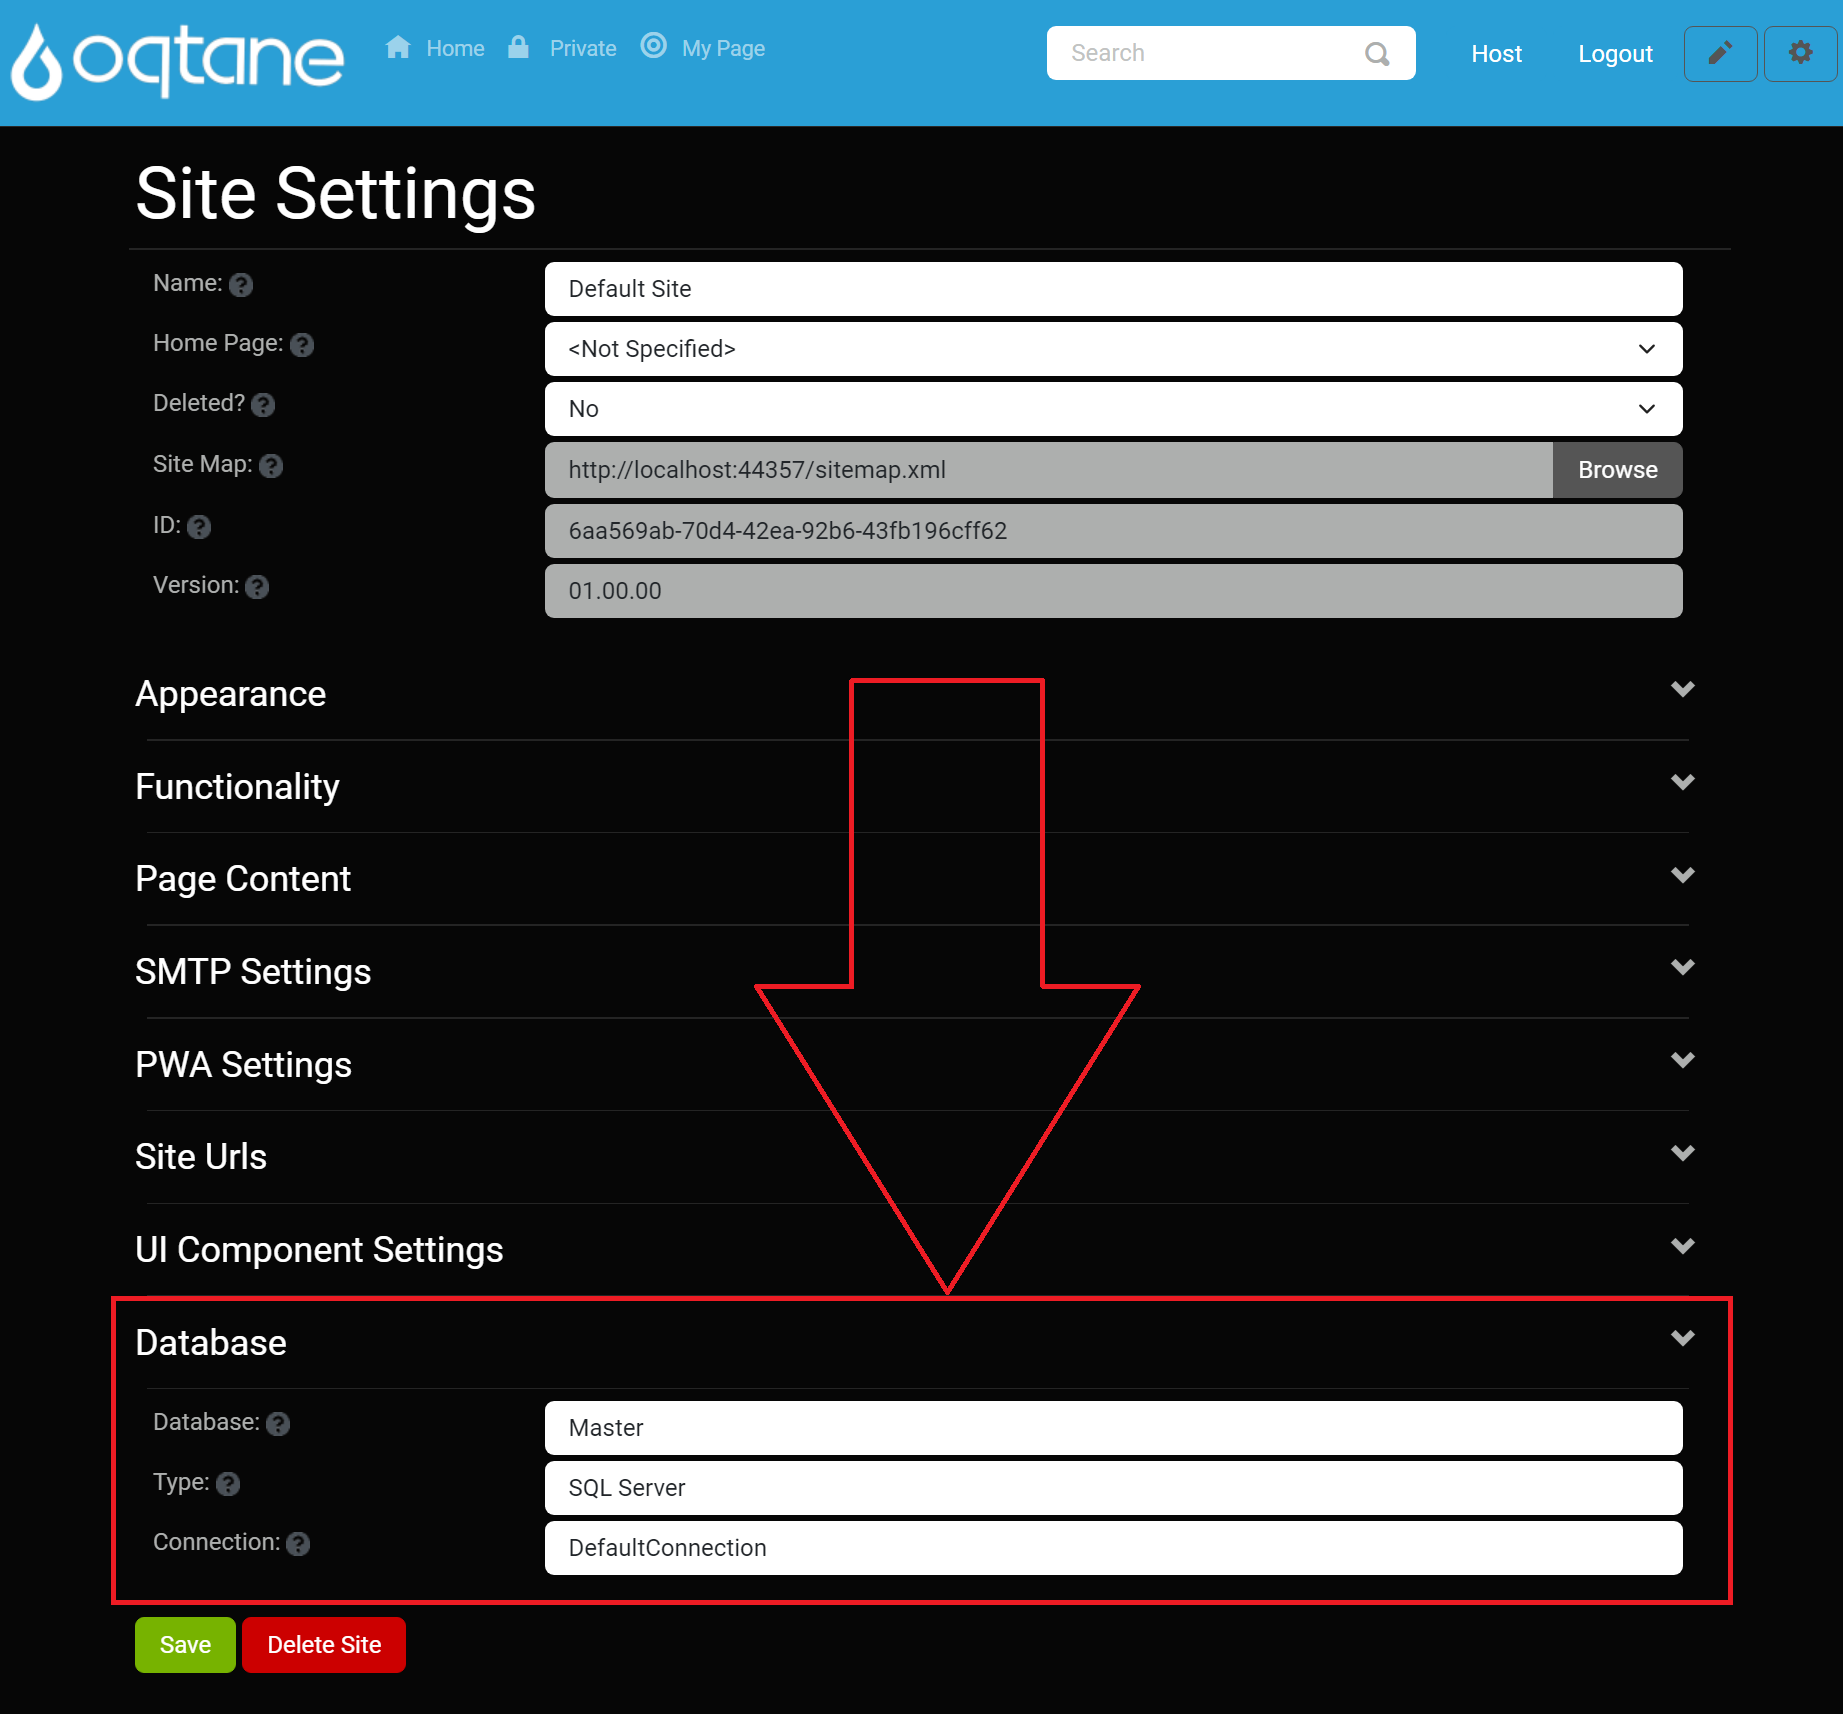 oqtane Home Private My Page Search Host Logout
Site Settings
Name: ? Default Site
Home Page: ? <Not Specified>
Deleted? ? No
Site Map: ? http://localhost:44357/sitemap.xml Browse
ID: ? 6aa569ab-70d4-42ea-92b6-43fb196cff62
Version: ? 01.00.00
Appearance
Functionality
Page Content
SMTP Settings
PWA Settings
Site Urls
UI Component Settings
Database
Database: ? Master
Type: ? SQL Server
Connection: ? DefaultConnection
Save Delete Site